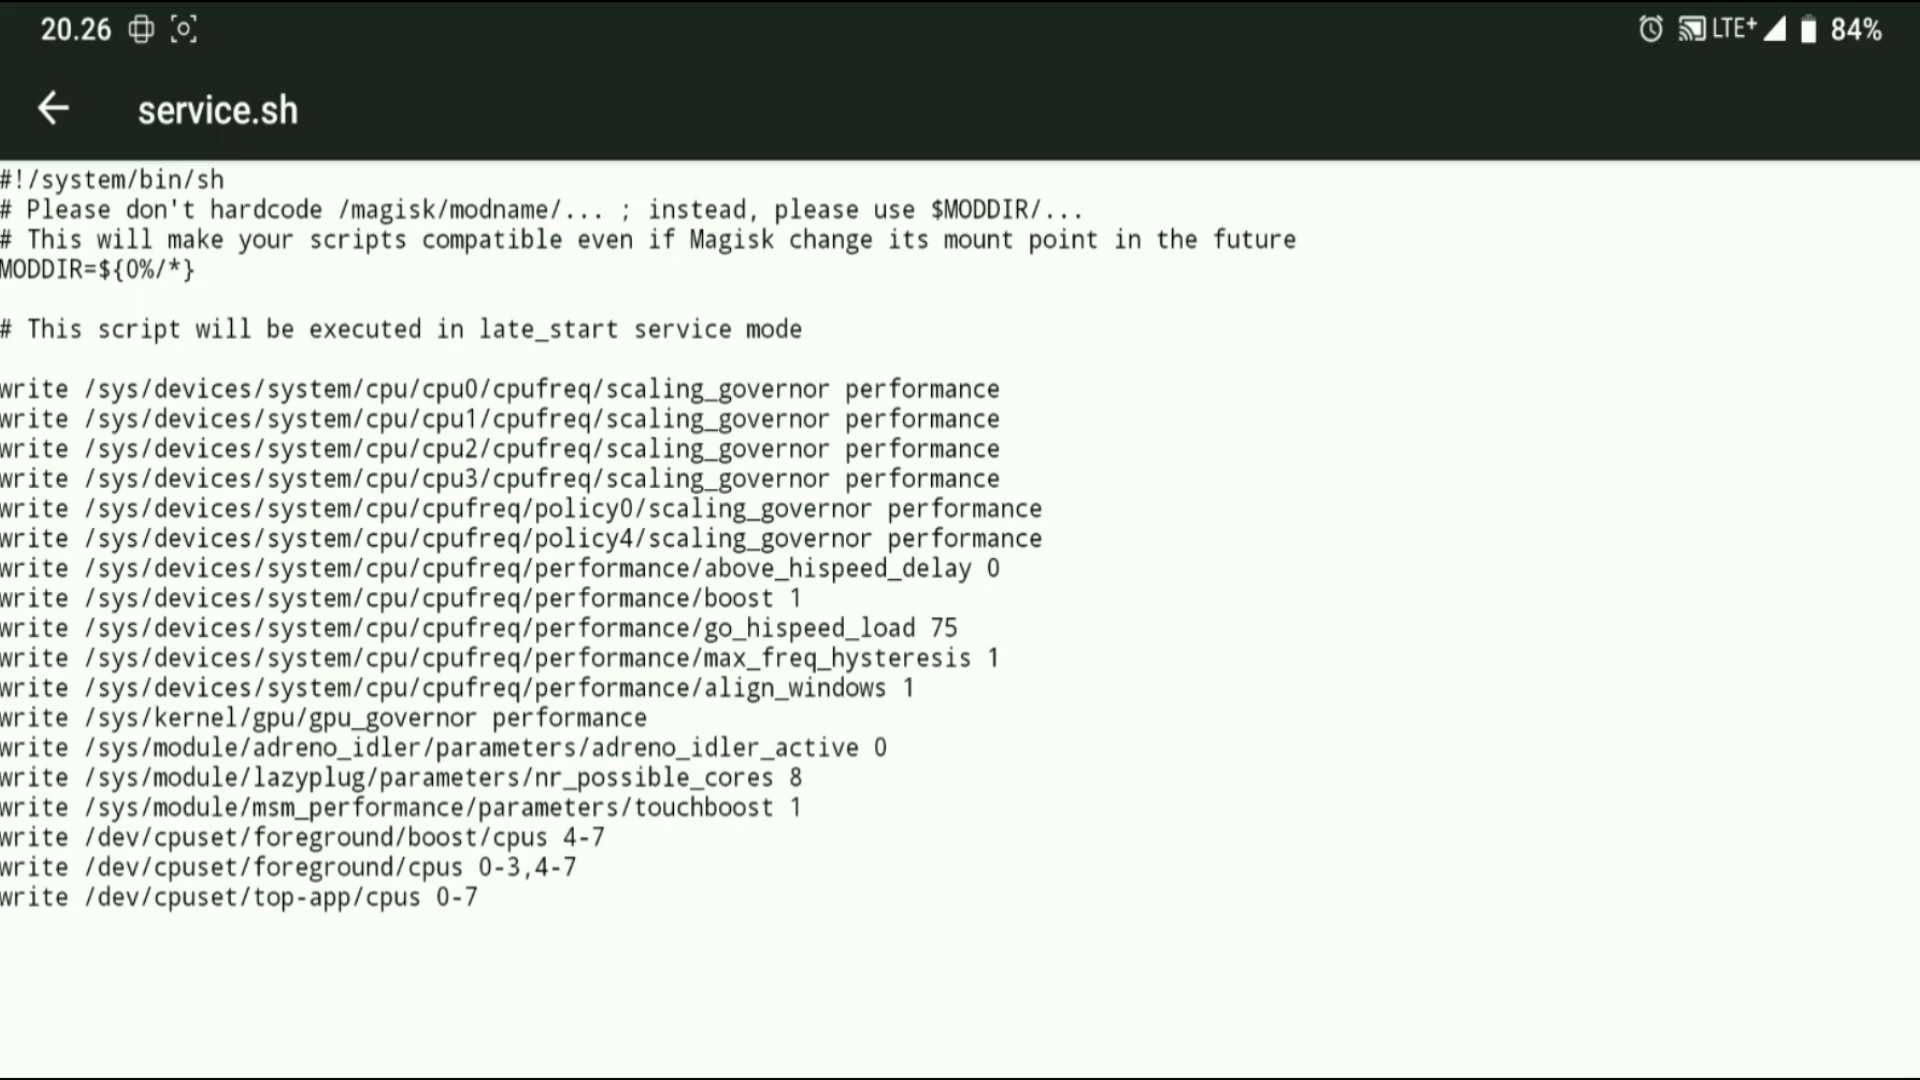 20.26 LTE+ 84%
service.sh
#!/system/bin/sh
# Please don't hardcode /magisk/modname/... ; instead, please use $MODDIR/...
# This will make your scripts compatible even if Magisk change its mount point in the future
MODDIR=${0%/*}
# This script will be executed in late_start service mode
write /sys/devices/system/cpu/cpu0/cpufreq/scaling_governor performance
write /sys/devices/system/cpu/cpu1/cpufreq/scaling_governor performance
write /sys/devices/system/cpu/cpu2/cpufreq/scaling_governor performance
write /sys/devices/system/cpu/cpu3/cpufreq/scaling_governor performance
write /sys/devices/system/cpu/cpufreq/policy0/scaling_governor performance
write /sys/devices/system/cpu/cpufreq/policy4/scaling_governor performance
write /sys/devices/system/cpu/cpufreq/performance/above_hispeed_delay 0
write /sys/devices/system/cpu/cpufreq/performance/boost 1
write /sys/devices/system/cpu/cpufreq/performance/go_hispeed_load 75
write /sys/devices/system/cpu/cpufreq/performance/max_freq_hysteresis 1
write /sys/devices/system/cpu/cpufreq/performance/align_windows 1
write /sys/kernel/gpu/gpu_governor performance
write /sys/module/adreno_idler/parameters/adreno_idler_active 0
write /sys/module/lazyplug/parameters/nr_possible_cores 8
write /sys/module/msm_performance/parameters/touchboost 1
write /dev/cpuset/foreground/boost/cpus 4-7
write /dev/cpuset/foreground/cpus 0-3,4-7
write /dev/cpuset/top-app/cpus 0-7